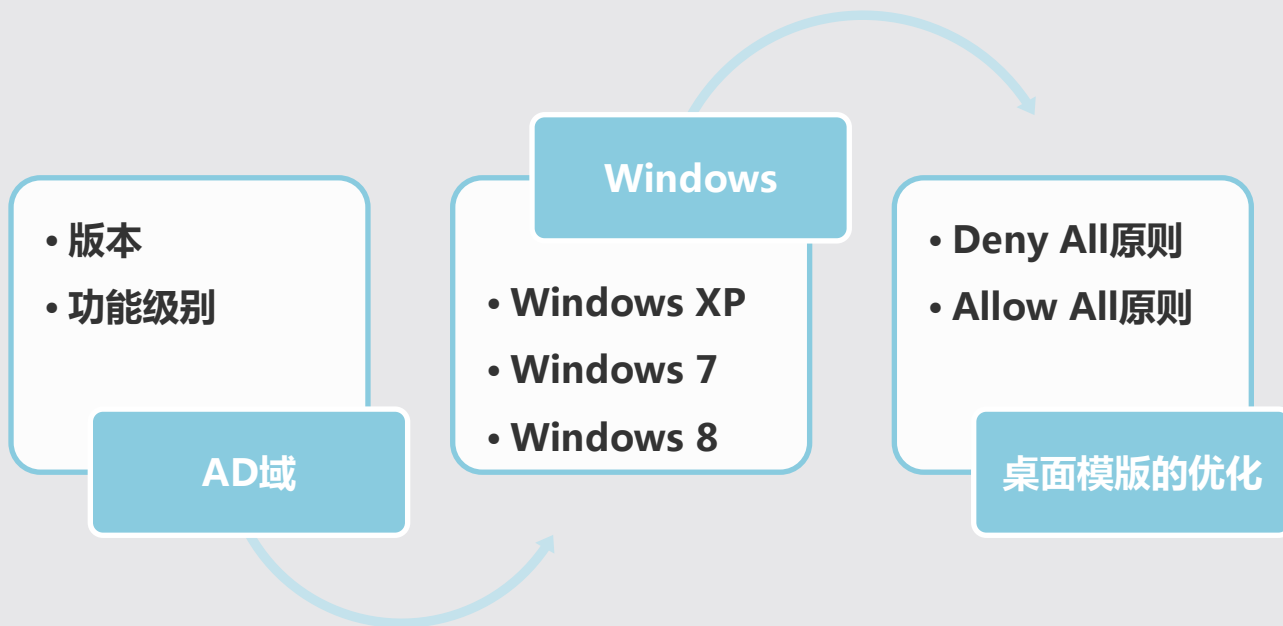 • 版本
• 功能级别
AD域
Windows
• Windows XP
• Windows 7
• Windows 8
• Deny All原则
• Allow All原则
桌面模版的优化